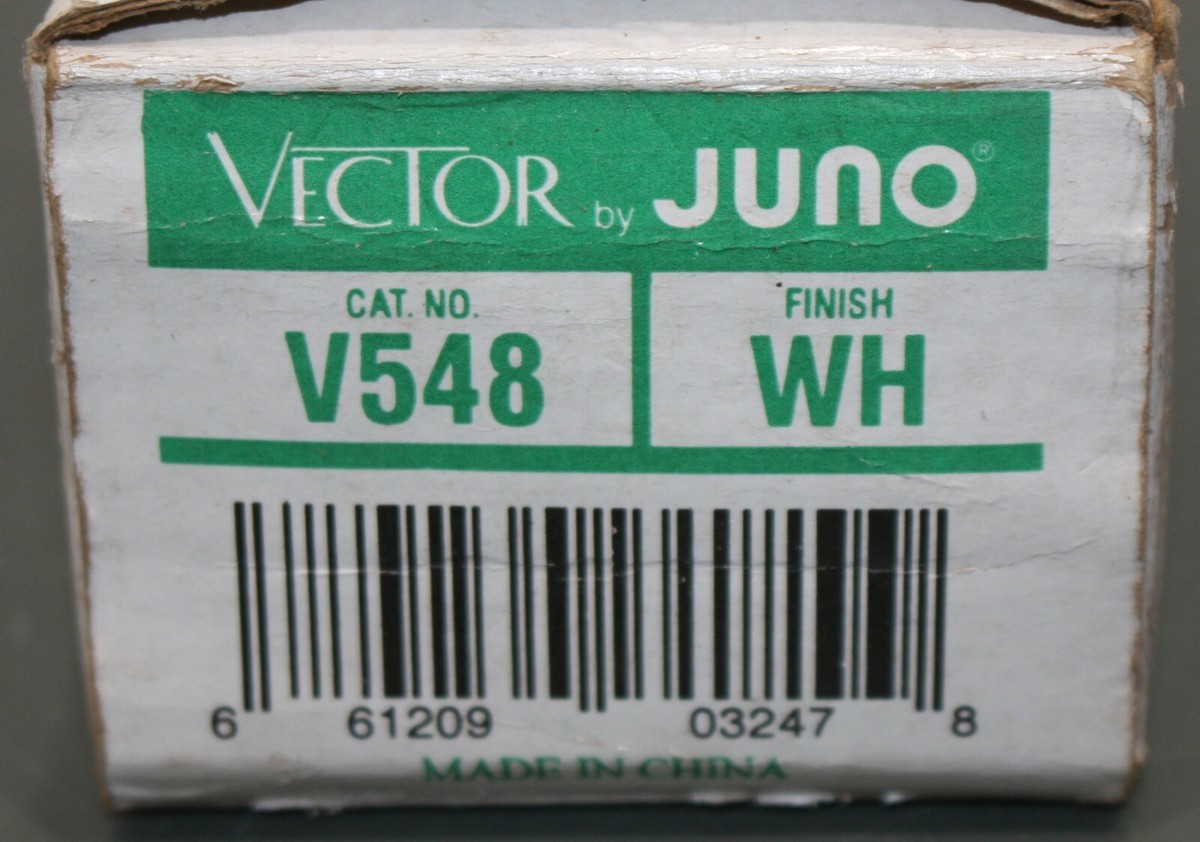 VECTOR by JUNO®
CAT. NO.
V548
FINISH
WH
6 61209 03247 8
MADE IN CHINA